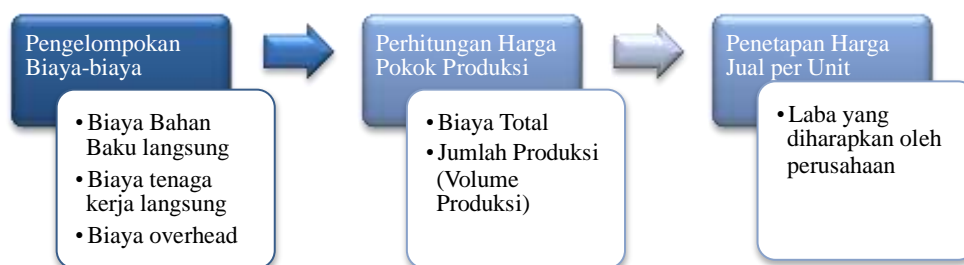 Pengelompokan
Biaya-biaya
• Biaya Bahan
Baku langsung
• Biaya tenaga
kerja langsung
• Biaya overhead
Perhitungan Harga
Pokok Produksi
• Biaya Total
• Jumlah Produksi
(Volume
Produksi)
Penetapan Harga
Jual per Unit
• Laba yang
diharapkan oleh
perusahaan